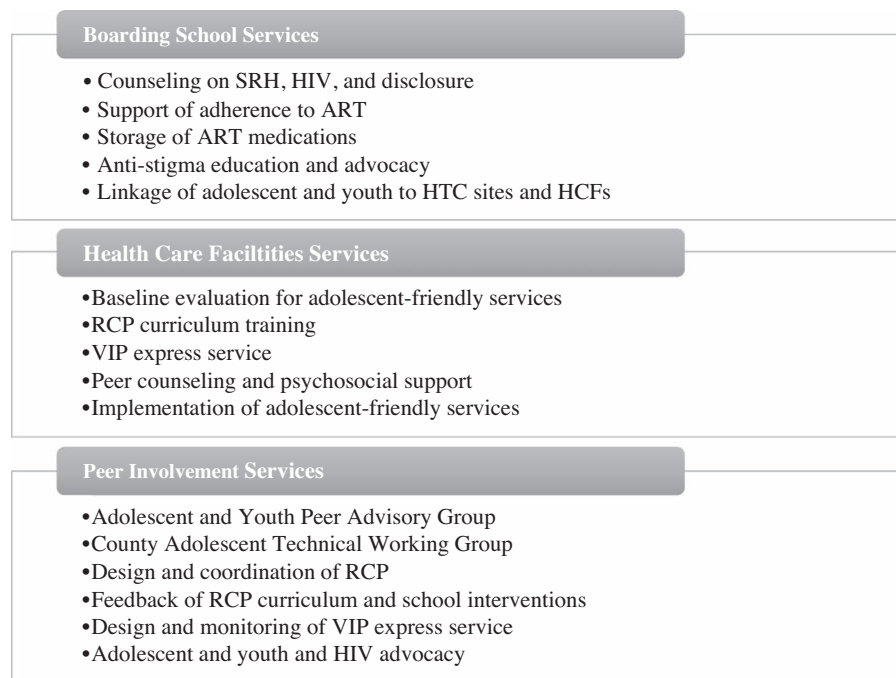 Boarding School Services
• Counseling on SRH, HIV, and disclosure
• Support of adherence to ART
• Storage of ART medications
• Anti-stigma education and advocacy
• Linkage of adolescent and youth to HTC sites and HCFs
Health Care Faciltities Services
•Baseline evaluation for adolescent-friendly services
•RCP curriculum training
•VIP express service
•Peer counseling and psychosocial support
•Implementation of adolescent-friendly services
Peer Involvement Services
•Adolescent and Youth Peer Advisory Group
•County Adolescent Technical Working Group
•Design and coordination of RCP
•Feedback of RCP curriculum and school interventions
•Design and monitoring of VIP express service
•Adolescent and youth and HIV advocacy